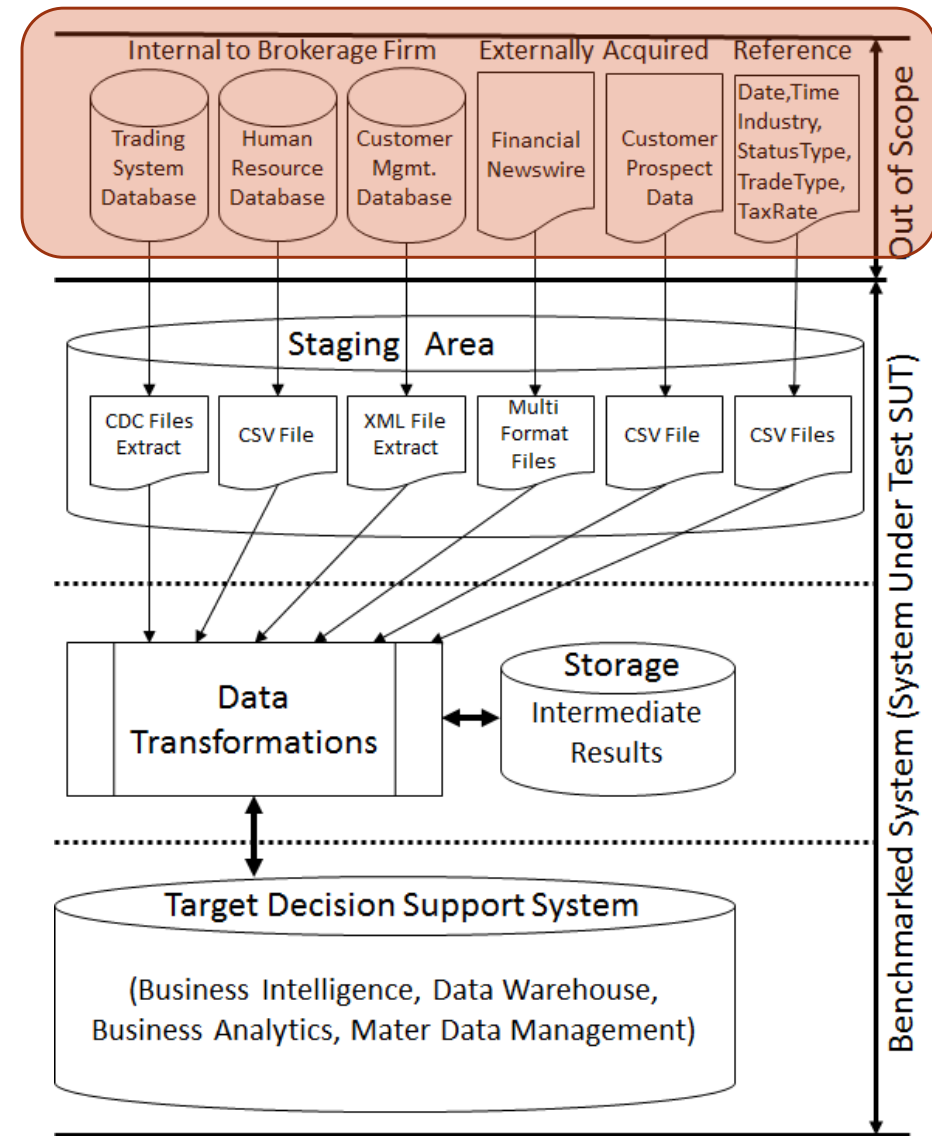 Internal to Brokerage Firm
Externally Acquired
Reference
Trading
System
Database
Human
Resource
Database
Customer
Mgmt.
Database
Financial
Newswire
Customer
Prospect
Data
Date,Time
Industry,
StatusType,
TradeType,
TaxRate
Out of Scope
Staging Area
CDC Files
Extract
CSV File
XML File
Extract
Multi
Format
Files
CSV File
CSV Files
Data
Transformations
Storage
Intermediate
Results
Target Decision Support System
(Business Intelligence, Data Warehouse,
Business Analytics, Mater Data Management)
Benchmarked System (System Under Test SUT)